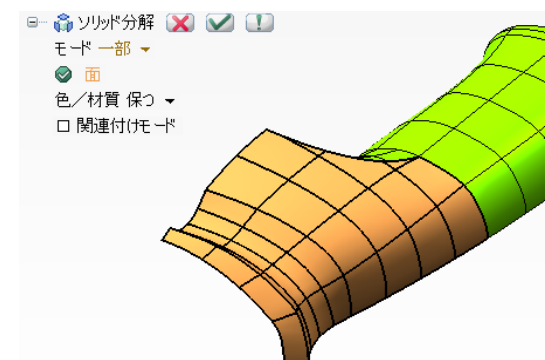 ソリッド分解
モード 一部
面
色／材質 保つ
関連付けモード